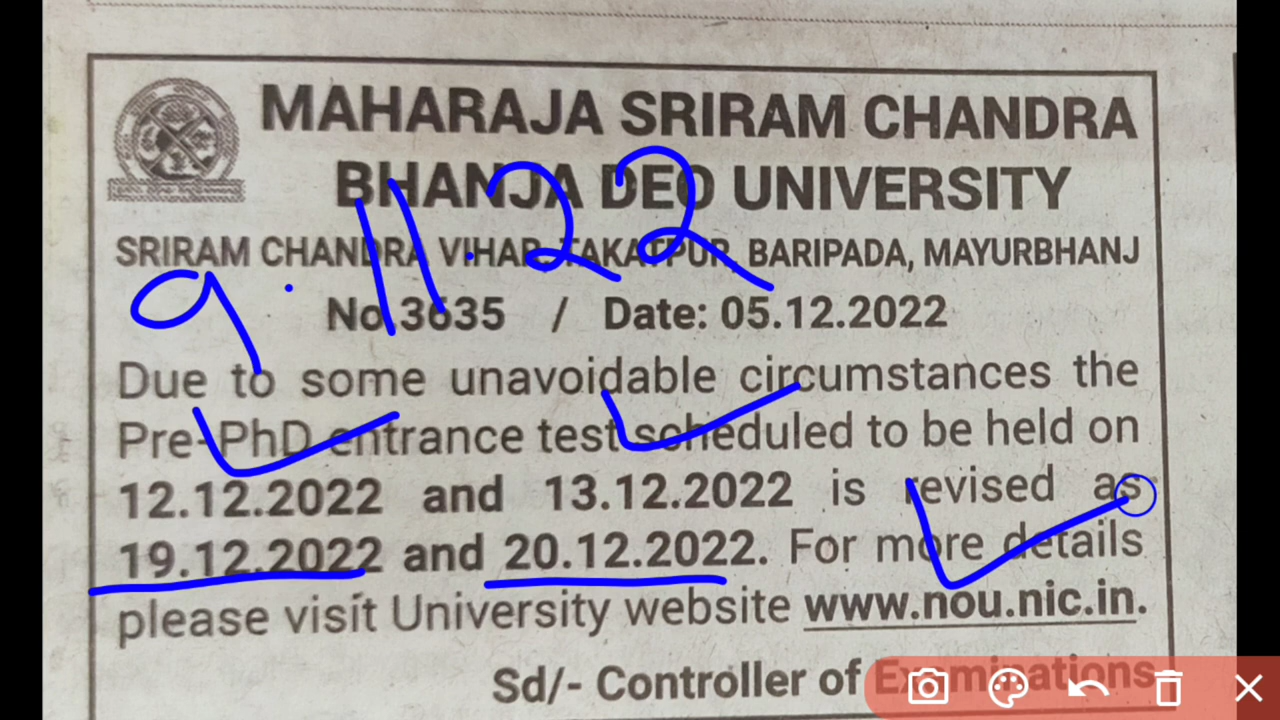 MAHARAJA SRIRAM CHANDRA
BHANJA DEO UNIVERSITY
SRIRAM CHANDRA VIHAR, TAKATPUR, BARIPADA, MAYURBHANJ
9.11.22
No.3635 / Date: 05.12.2022
Due to some unavoidable circumstances the
Pre-PhD entrance test scheduled to be held on
12.12.2022 and 13.12.2022 is revised as
19.12.2022 and 20.12.2022. For more details
please visit University website www.nou.nic.in.
Sd/- Controller of Examinations